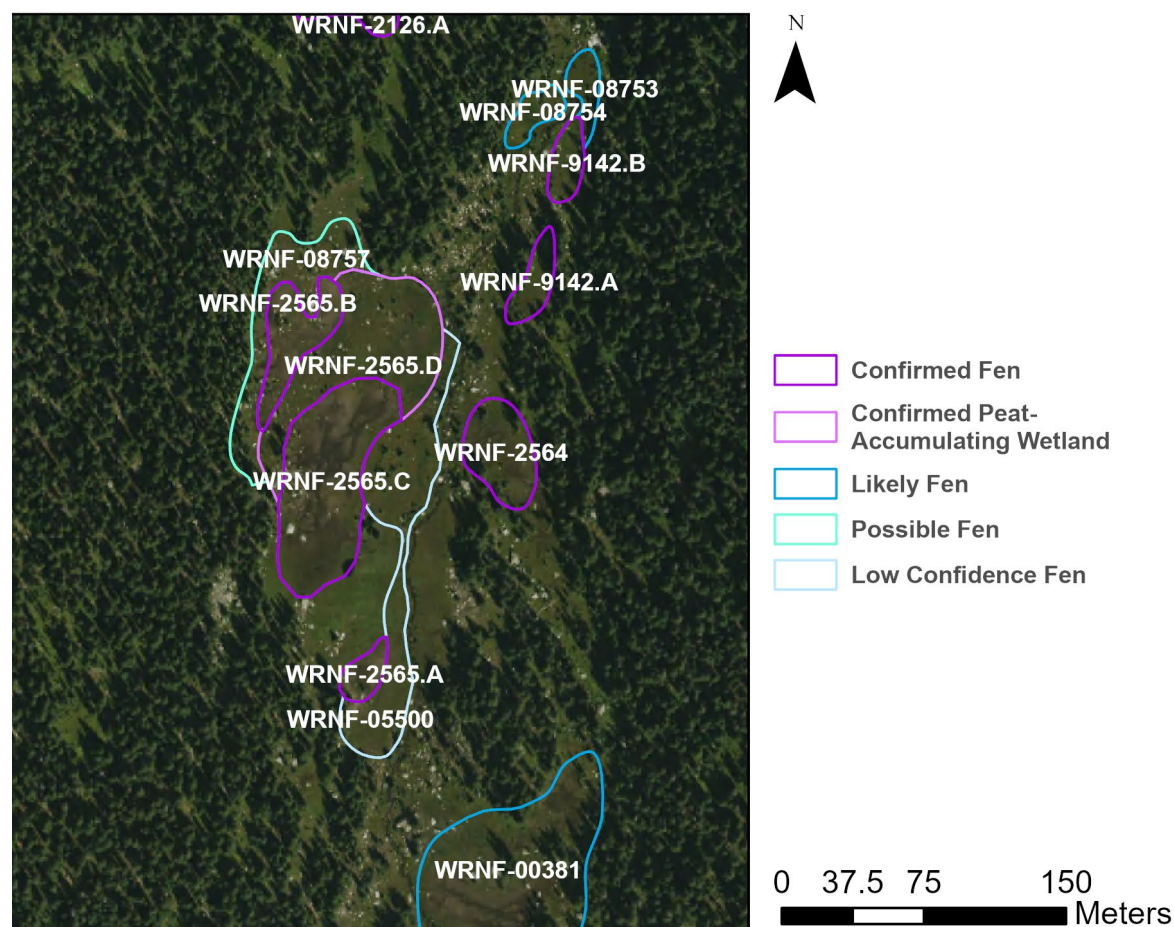 WRNF-2126.A
N
WRNF-08753
WRNF-08754
WRNF-9142.B
WRNF-08757
WRNF-9142.A
WRNF-2565.B
WRNF-2565.D
WRNF-2564
WRNF-2565.C
WRNF-2565.A
WRNF-05500
WRNF-00381
Confirmed Fen
Confirmed Peat-
Accumulating Wetland
Likely Fen
Possible Fen
Low Confidence Fen
0 37.5 75 150
Meters